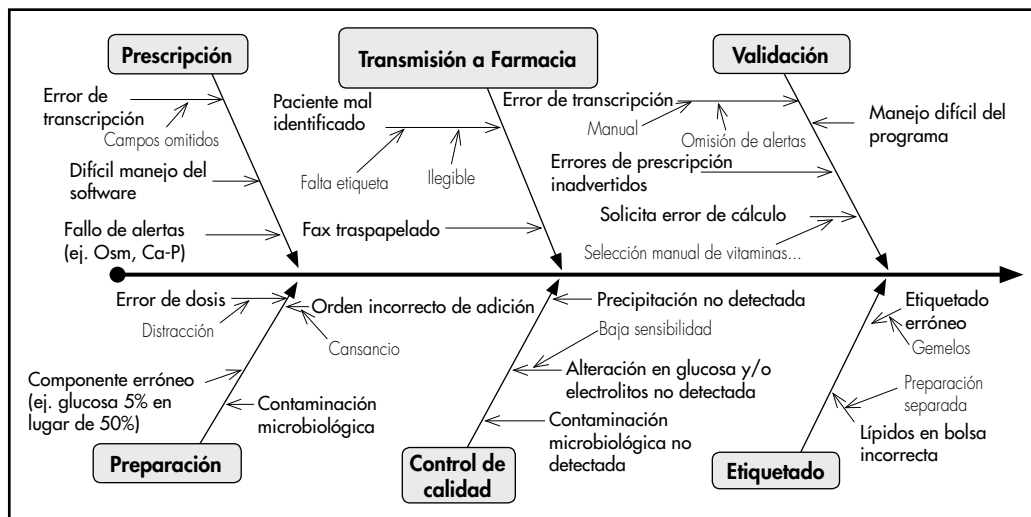 Prescripción
Transmisión a Farmacia
Validación
Error de
transcripción
Campos omitidos
Difícil manejo del
software
Fallo de alertas
(ej. Osm, Ca-P)
Paciente mal
identificado
Falta etiqueta
Ilegible
Fax traspapelado
Error de transcripción
Manual
Omisión de alertas
Manejo difícil del
programa
Errores de prescripción
inadvertidos
Solicita error de cálculo
Selección manual de vitaminas...
Error de dosis
Distracción
Orden incorrecto de adición
Cansancio
Componente erróneo
(ej. glucosa 5% en
lugar de 50%)
Contaminación
microbiológica
Preparación
Precipitación no detectada
Baja sensibilidad
Alteración en glucosa y/o
electrolitos no detectada
Contaminación
microbiológica no
detectada
Control de
calidad
Etiquetado
erróneo
Gemelos
Preparación
separada
Lípidos en bolsa
incorrecta
Etiquetado